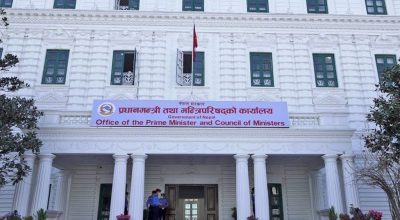 नेपाल सरकार
प्रधानमन्त्री तथा मन्त्रिपरिषद्को कार्यालय
Government of Nepal
Office of the Prime Minister and Council of Ministers